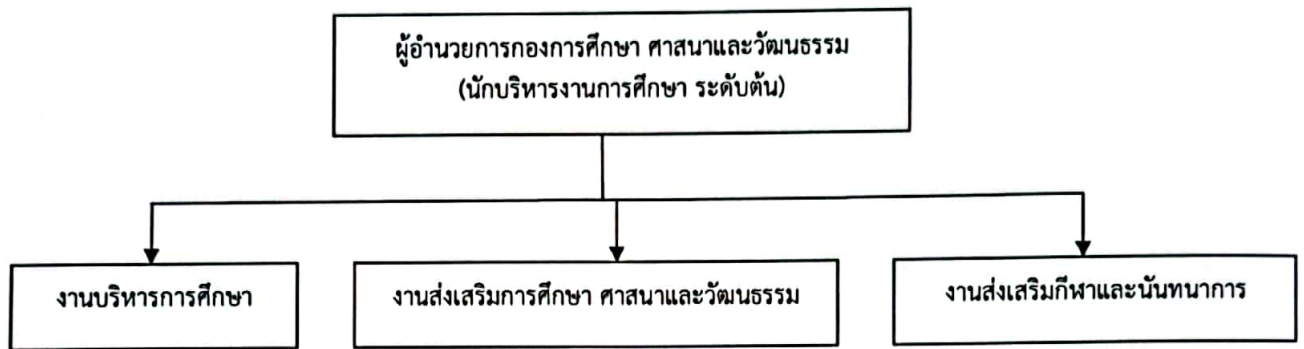 ผู้อำนวยการกองการศึกษา ศาสนาและวัฒนธรรม
(นักบริหารงานการศึกษา ระดับต้น)
งานบริหารการศึกษา
งานส่งเสริมการศึกษา ศาสนาและวัฒนธรรม
งานส่งเสริมกีฬาและนันทนาการ